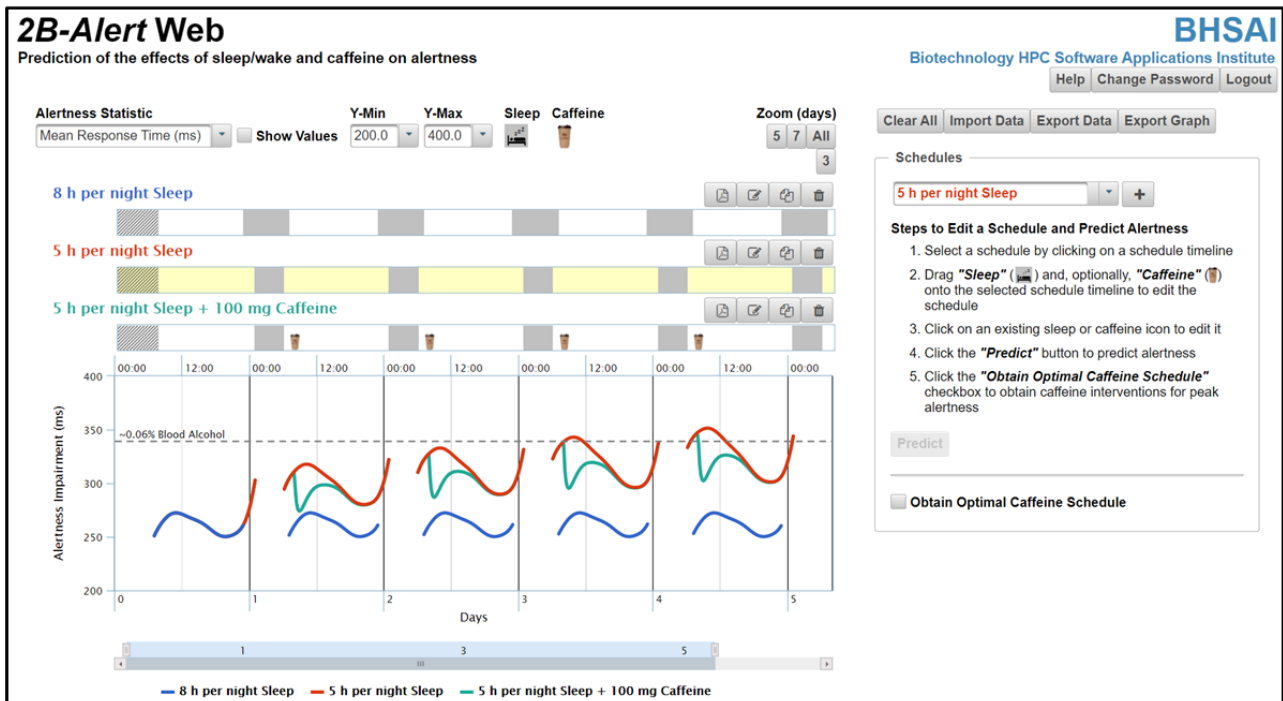 2B-Alert Web
BHSAI
Prediction of the effects of sleep/wake and caffeine on alertness
Biotechnology HPC Software Applications Institute
Help Change Password Logout
Alertness Statistic Y-Min Y-Max Sleep Caffeine Zoom (days)
Mean Response Time (ms) Show Values 200.0 400.0 5 7 All
3
Clear All Import Data Export Data Export Graph
Schedules
5 h per night Sleep +
Steps to Edit a Schedule and Predict Alertness
1. Select a schedule by clicking on a schedule timeline
2. Drag "Sleep" ( ) and, optionally, "Caffeine" ( )
onto the selected schedule timeline to edit the
schedule
3. Click on an existing sleep or caffeine icon to edit it
4. Click the "Predict" button to predict alertness
5. Click the "Obtain Optimal Caffeine Schedule"
checkbox to obtain caffeine interventions for peak
alertness
Predict
Obtain Optimal Caffeine Schedule
8 h per night Sleep
5 h per night Sleep
5 h per night Sleep + 100 mg Caffeine
00:00 12:00 00:00 12:00 00:00 12:00 00:00 12:00 00:00 12:00 00:00
400
350
300
250
200
Alertness Impairment (ms)
~0.06% Blood Alcohol
0 1 2 3 4 5
Days
1 3 5
8 h per night Sleep 5 h per night Sleep 5 h per night Sleep + 100 mg Caffeine